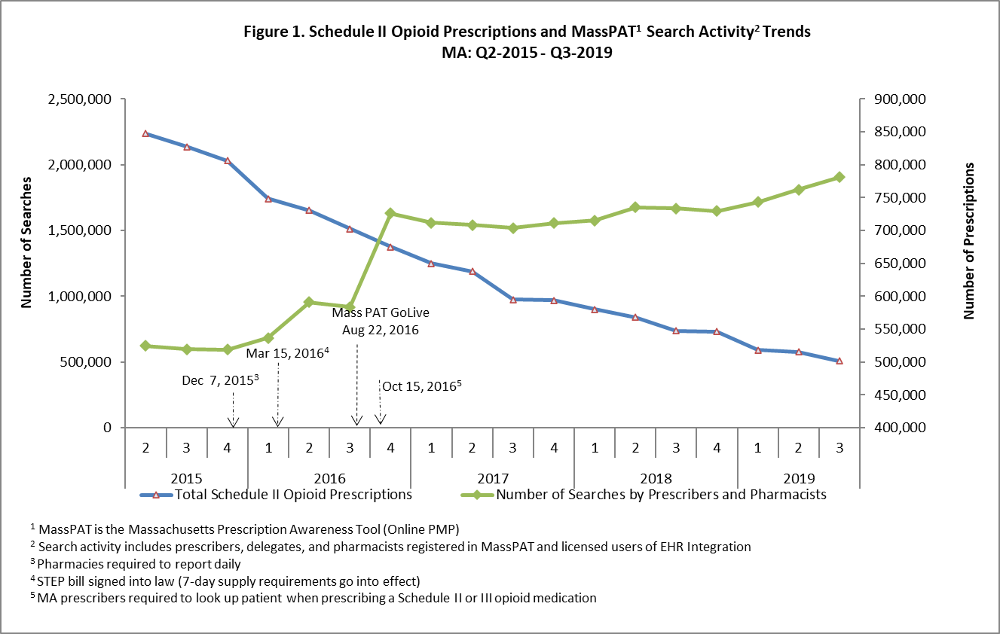 Figure 1. Schedule II Opioid Prescriptions and MassPAT¹ Search Activity² Trends
MA: Q2-2015 - Q3-2019
Number of Searches
2,500,000
2,000,000
1,500,000
1,000,000
500,000
0
900,000
850,000
800,000
750,000
700,000
650,000
600,000
550,000
500,000
450,000
400,000
Number of Prescriptions
Mass PAT GoLive
Aug 22, 2016
Mar 15, 2016⁴
Dec 7, 2015³
Oct 15, 2016⁵
2 3 4 1 2 3 4 1 2 3 4 1 2 3 4 1 2 3
2015 2016 2017 2018 2019
Total Schedule II Opioid Prescriptions Number of Searches by Prescribers and Pharmacists
¹ MassPAT is the Massachusetts Prescription Awareness Tool (Online PMP)
² Search activity includes prescribers, delegates, and pharmacists registered in MassPAT and licensed users of EHR Integration
³ Pharmacies required to report daily
⁴ STEP bill signed into law (7-day supply requirements go into effect)
⁵ MA prescribers required to look up patient when prescribing a Schedule II or III opioid medication